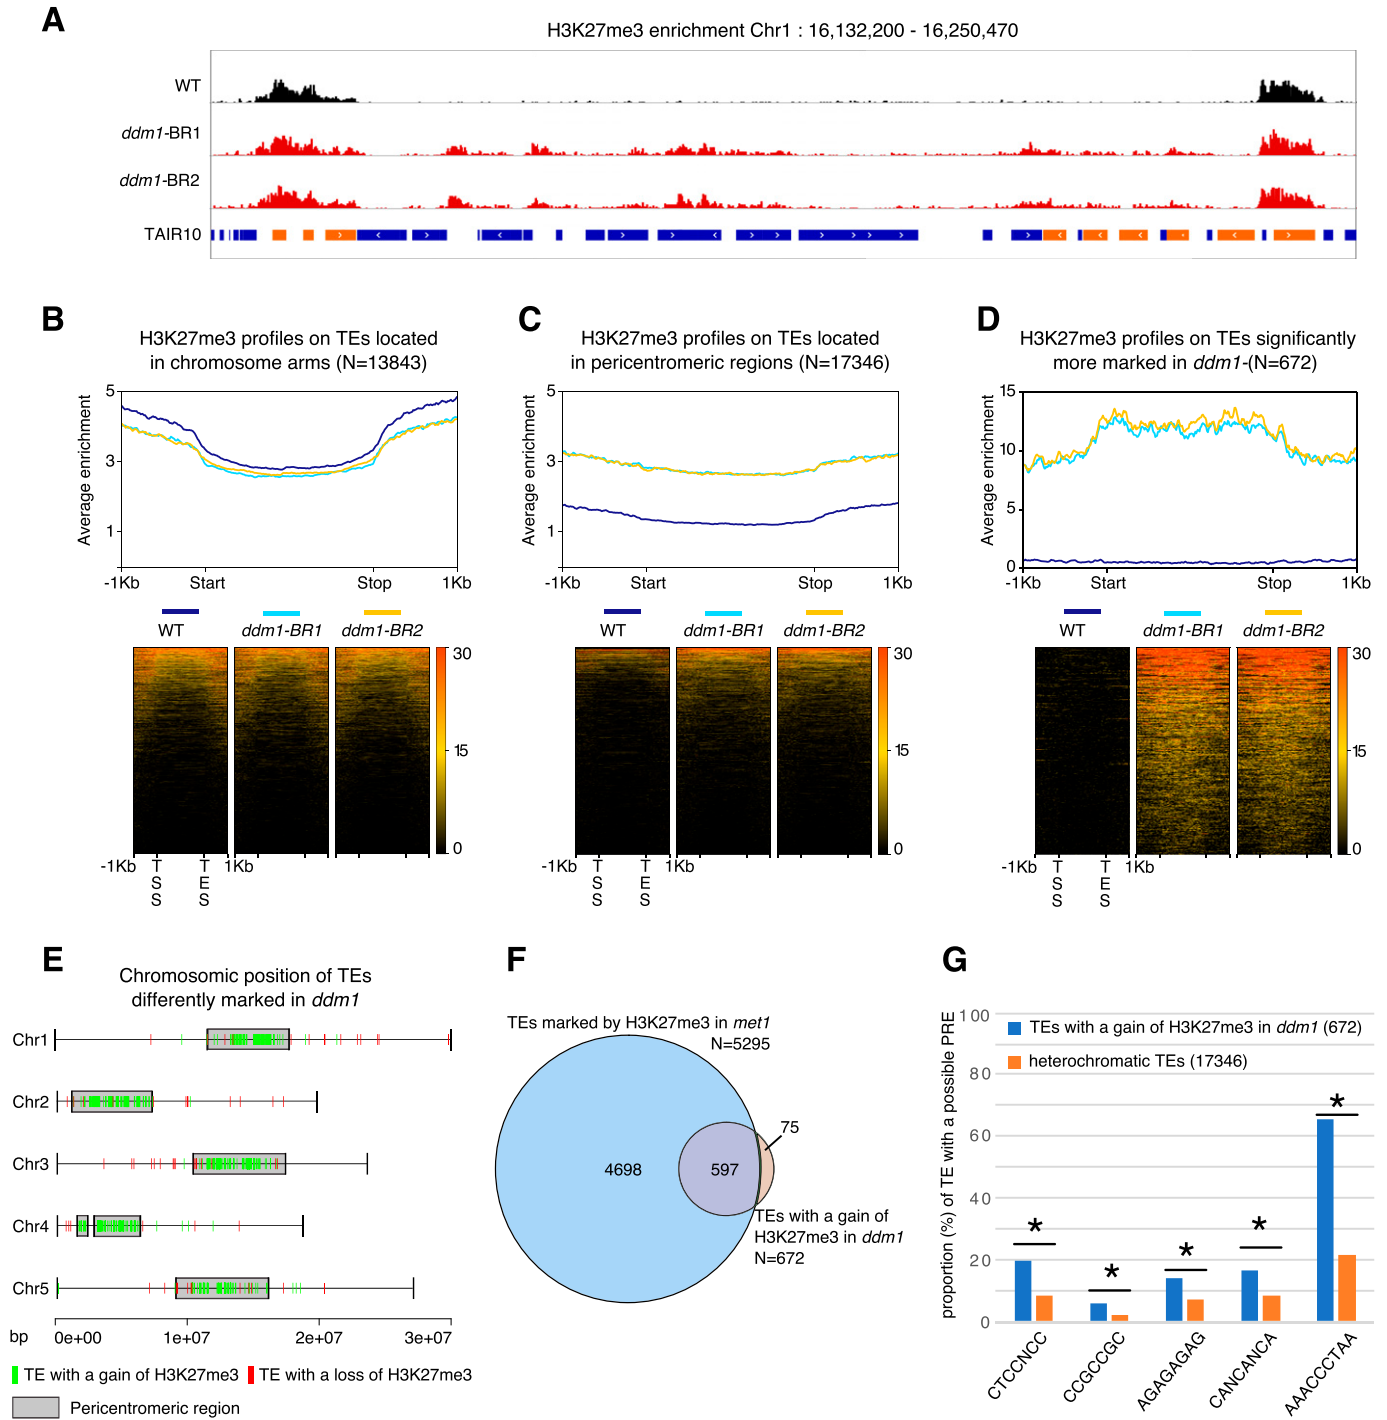 A
H3K27me3 enrichment Chr1 : 16,132,200 - 16,250,470
WT
ddm1-BR1
ddm1-BR2
TAIR10
B
H3K27me3 profiles on TEs located
in chromosome arms (N=13843)
Average enrichment
5
3
1
-1Kb Start Stop 1Kb
WT ddm1-BR1 ddm1-BR2
30
15
0
-1Kb TSS TES 1Kb
C
H3K27me3 profiles on TEs located
in pericentromeric regions (N=17346)
Average enrichment
5
3
1
-1Kb Start Stop 1Kb
WT ddm1-BR1 ddm1-BR2
30
15
0
-1Kb TSS TES 1Kb
D
H3K27me3 profiles on TEs significantly
more marked in ddm1-(N=672)
Average enrichment
15
10
5
0
-1Kb Start Stop 1Kb
WT ddm1-BR1 ddm1-BR2
30
15
0
-1Kb TSS TES 1Kb
E
Chromosomic position of TEs
differently marked in ddm1
Chr1
Chr2
Chr3
Chr4
Chr5
bp 0e+00 1e+07 2e+07 3e+07
TE with a gain of H3K27me3 TE with a loss of H3K27me3
Pericentromeric region
F
TEs marked by H3K27me3 in met1
N=5295
75
4698 597
TEs with a gain of
H3K27me3 in ddm1
N=672
G
proportion (%) of TE with a possible PRE
100
80
60
40
20
0
TEs with a gain of H3K27me3 in ddm1 (672)
heterochromatic TEs (17346)
* * * * *
CTCCNCC
CCGCCGC
AGAGAGAG
CANCANCA
AAACCCTAA